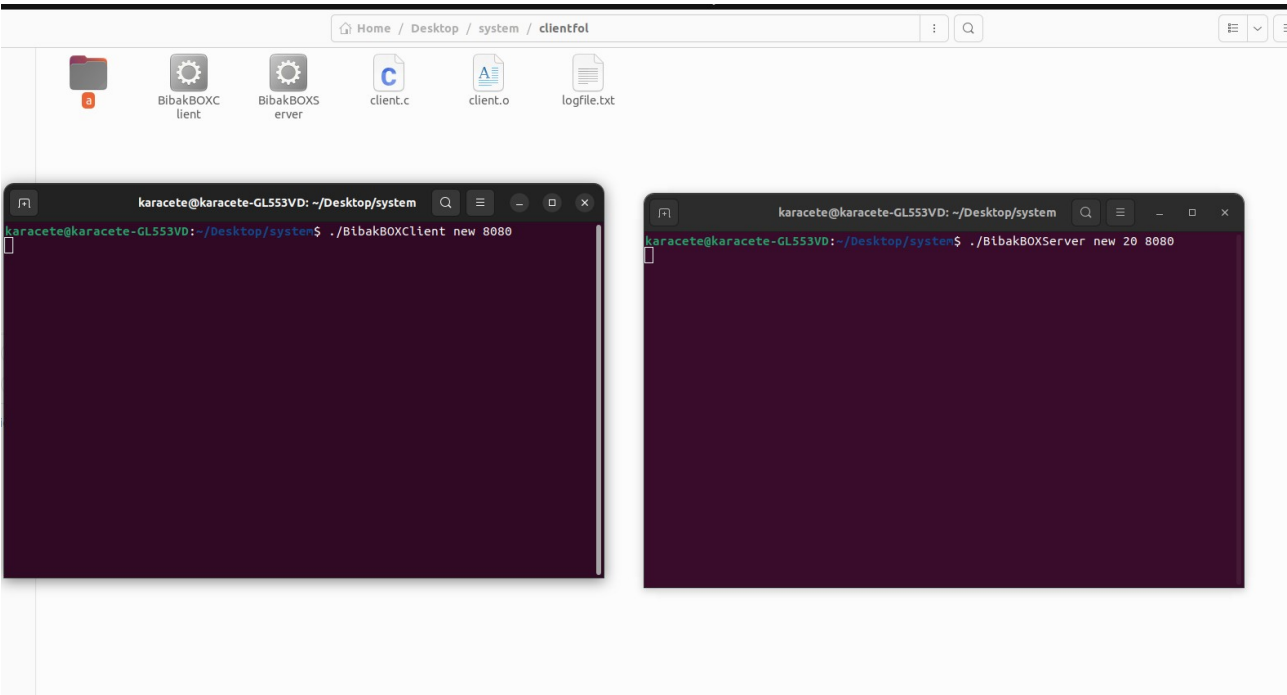 Home / Desktop / system / clientfol
a
BibakBOXC
lient
BibakBOXS
erver
client.c
client.o
logfile.txt
karacete@karacete-GL553VD: ~/Desktop/system
karacete@karacete-GL553VD:~/Desktop/system$ ./BibakBOXClient new 8080
karacete@karacete-GL553VD: ~/Desktop/system
karacete@karacete-GL553VD:~/Desktop/system$ ./BibakBOXServer new 20 8080